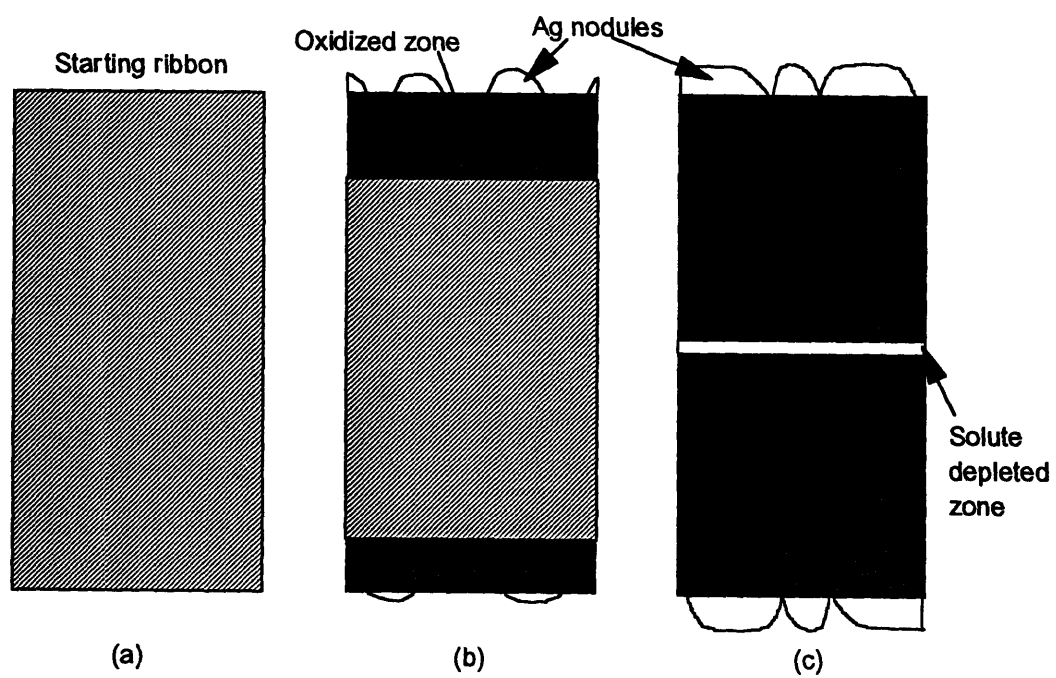 Starting ribbon
Oxidized zone
Ag nodules
Solute
depleted
zone
(a)
(b)
(c)